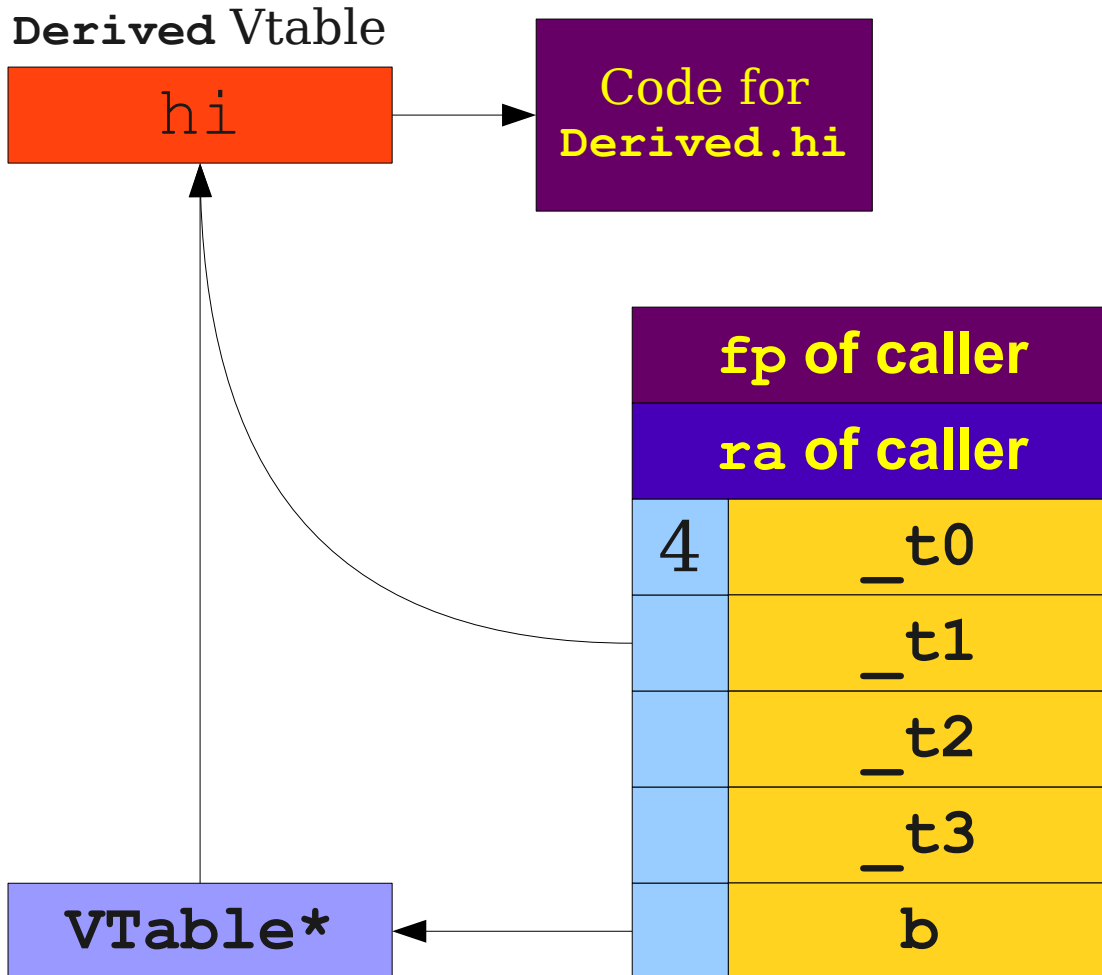 Derived Vtable
hi
Code for
Derived.hi
fp of caller
ra of caller
4 _t0
_t1
_t2
_t3
VTable* b